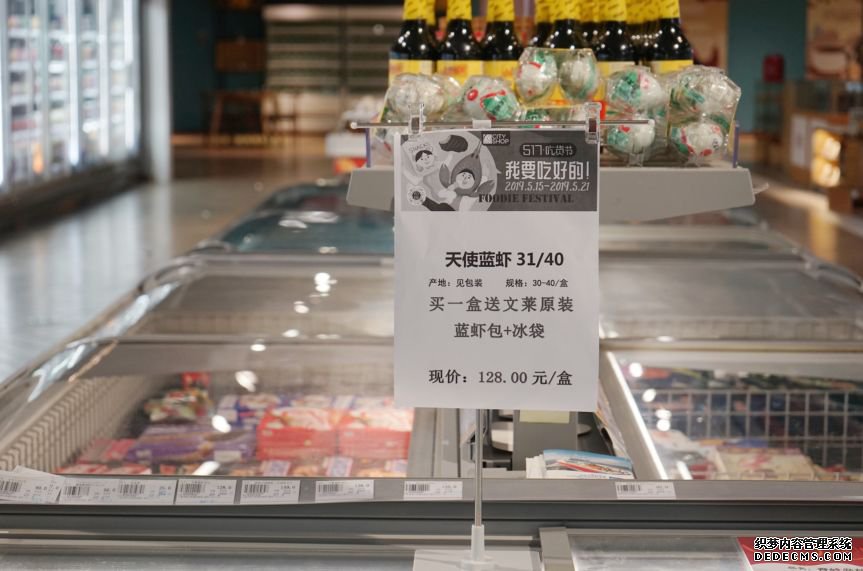 CITY
SHOP
517·吃货节
SNACKS
我要吃好的!
2019.5.15-2019.5.21
FOODIE FESTIVAL
天使蓝虾 31/40
产地：见包装 规格：30-40/盒
买一盒送文莱原装
蓝虾包+冰袋
现价：128.00 元/盒
织梦内容管理系统
DEDECMS.COM